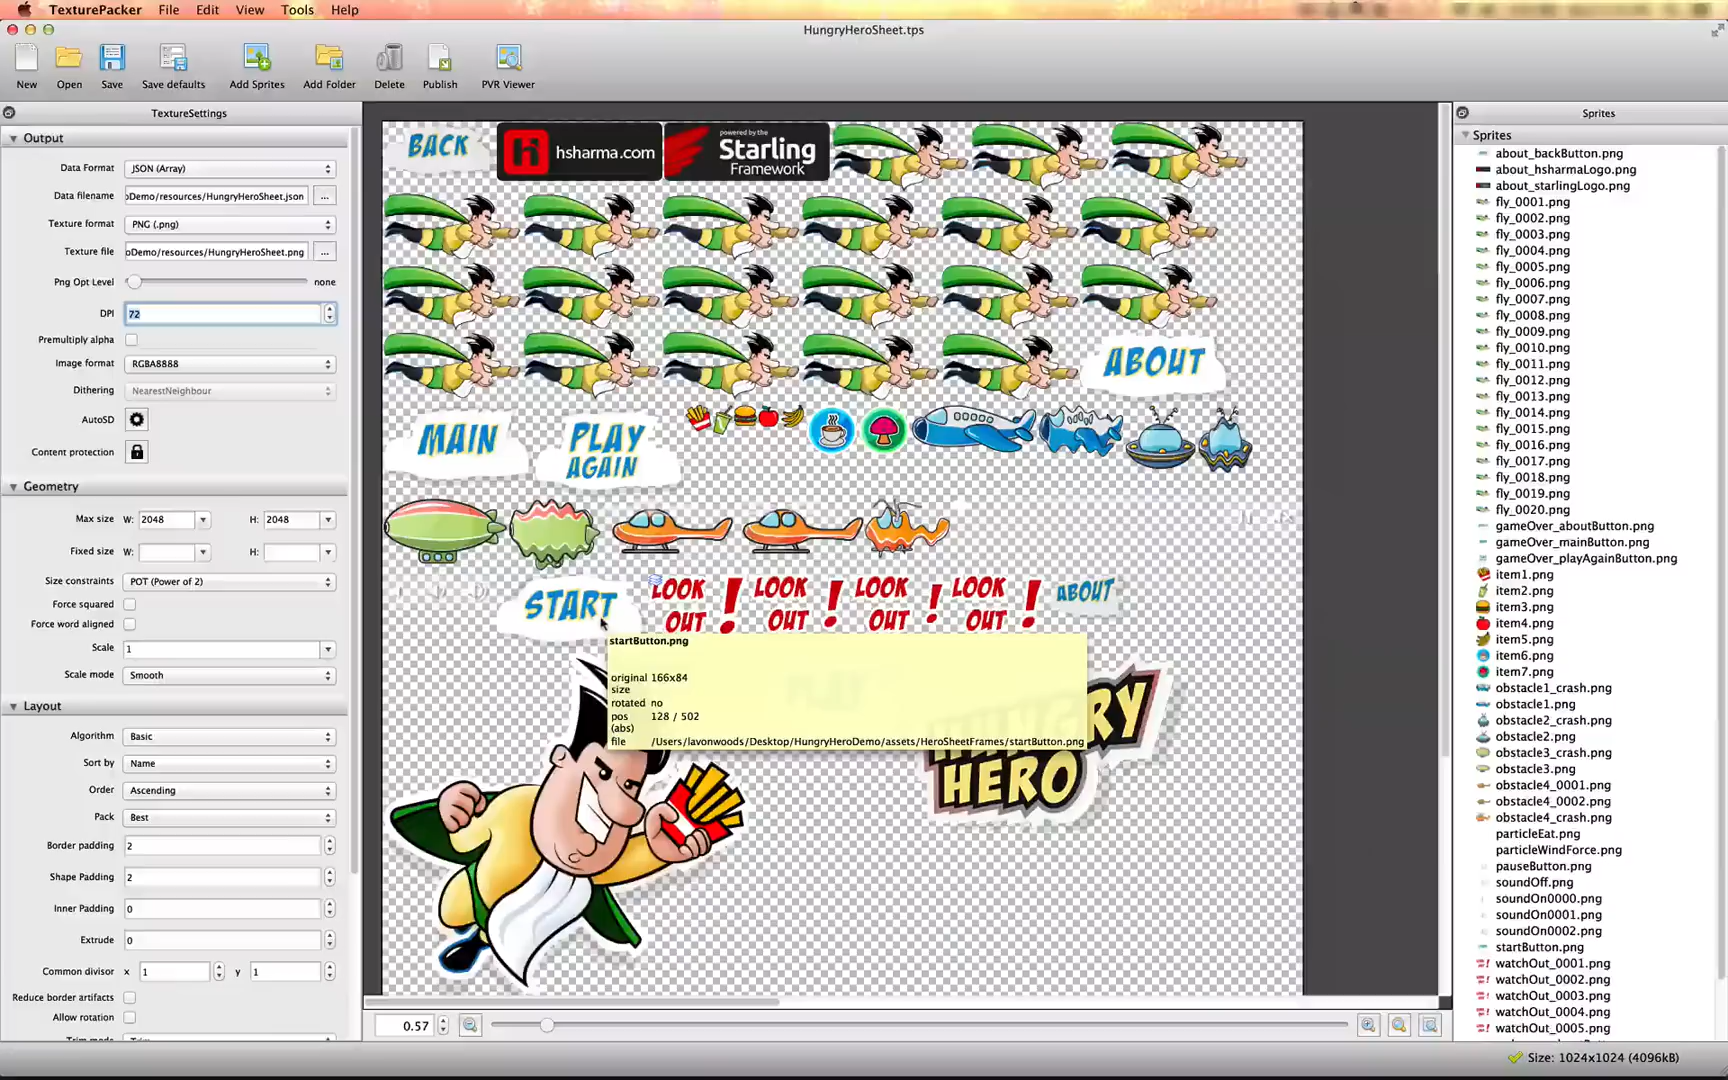 TexturePacker File Edit View Tools Help
HungryHeroSheet.tps
New Open Save Save defaults Add Sprites Add Folder Delete Publish PVR Viewer
TextureSettings
Output
Data Format JSON (Array)
Data filename oDemo/resources/HungryHeroSheet.json ...
Texture format PNG (.png)
Texture file oDemo/resources/HungryHeroSheet.png ...
Png Opt Level none
DPI 72
Premultiply alpha
Image format RGBA8888
Dithering NearestNeighbour
AutoSD
Content protection
Geometry
Max size W: 2048 H: 2048
Fixed size W: H:
Size constraints POT (Power of 2)
Force squared
Force word aligned
Scale 1
Scale mode Smooth
Layout
Algorithm Basic
Sort by Name
Order Ascending
Pack Best
Border padding 2
Shape Padding 2
Inner Padding 0
Extrude 0
Common divisor x 1 y 1
Reduce border artifacts
Allow rotation
BACK
h hsharma.com
powered by the
Starling
Framework
ABOUT
MAIN
PLAY
AGAIN
START
LOOK
OUT !
LOOK
OUT !
LOOK
OUT !
LOOK
OUT !
ABOUT
startButton.png
original 166x84
size
rotated no
pos 128 / 502
(abs)
file /Users/lavonwoods/Desktop/HungryHeroDemo/assets/HeroSheetFrames/startButton.png
PLAY
HUNGRY
HERO
0.57
Sprites
Sprites
about_backButton.png
about_hsharmaLogo.png
about_starlingLogo.png
fly_0001.png
fly_0002.png
fly_0003.png
fly_0004.png
fly_0005.png
fly_0006.png
fly_0007.png
fly_0008.png
fly_0009.png
fly_0010.png
fly_0011.png
fly_0012.png
fly_0013.png
fly_0014.png
fly_0015.png
fly_0016.png
fly_0017.png
fly_0018.png
fly_0019.png
fly_0020.png
gameOver_aboutButton.png
gameOver_mainButton.png
gameOver_playAgainButton.png
item1.png
item2.png
item3.png
item4.png
item5.png
item6.png
item7.png
obstacle1_crash.png
obstacle1.png
obstacle2_crash.png
obstacle2.png
obstacle3_crash.png
obstacle3.png
obstacle4_0001.png
obstacle4_0002.png
obstacle4_crash.png
particleEat.png
particleWindForce.png
pauseButton.png
soundOff.png
soundOn0000.png
soundOn0001.png
soundOn0002.png
startButton.png
watchOut_0001.png
watchOut_0002.png
watchOut_0003.png
watchOut_0004.png
watchOut_0005.png
Size: 1024x1024 (4096kB)